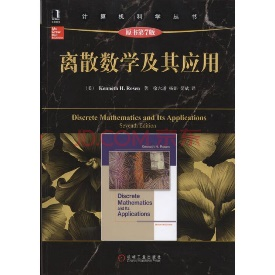 计算机科学丛书
原书第7版
离散数学及其应用
[美] Kenneth H. Rosen 著
Discrete Mathematics and Its Applications
Seventh Edition
Discrete
Mathematics
and Its
Applications
机械工业出版社